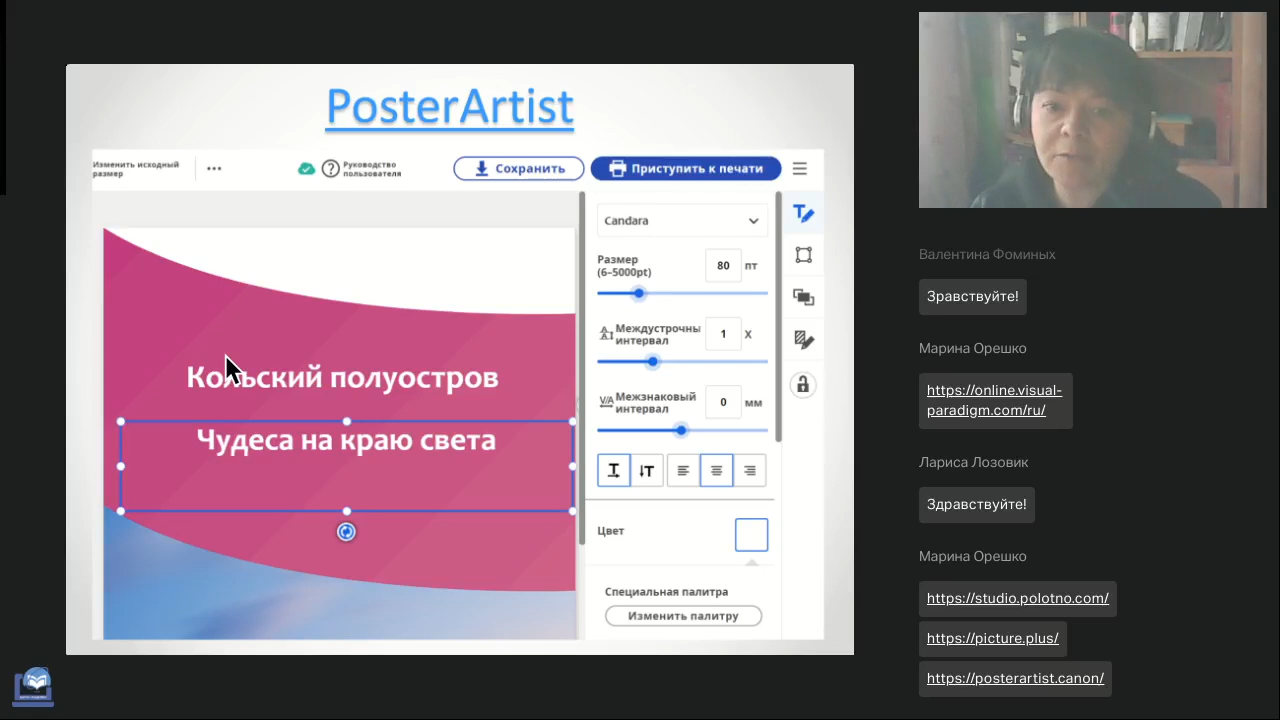 PosterArtist
Изменить исходный
размер
Руководство
пользователя
Сохранить
Приступить к печати
Candara
Размер
(6–5000pt)
80 пт
Междустрочны
интервал
1 X
Межзнаковый
интервал
0 мм
Цвет
Специальная палитра
Изменить палитру
Кольский полуостров
Чудеса на краю света
Валентина Фоминых
Зравствуйте!
Марина Орешко
https://online.visual-
paradigm.com/ru/
Лариса Лозовик
Здравствуйте!
Марина Орешко
https://studio.polotno.com/
https://picture.plus/
https://posterartist.canon/